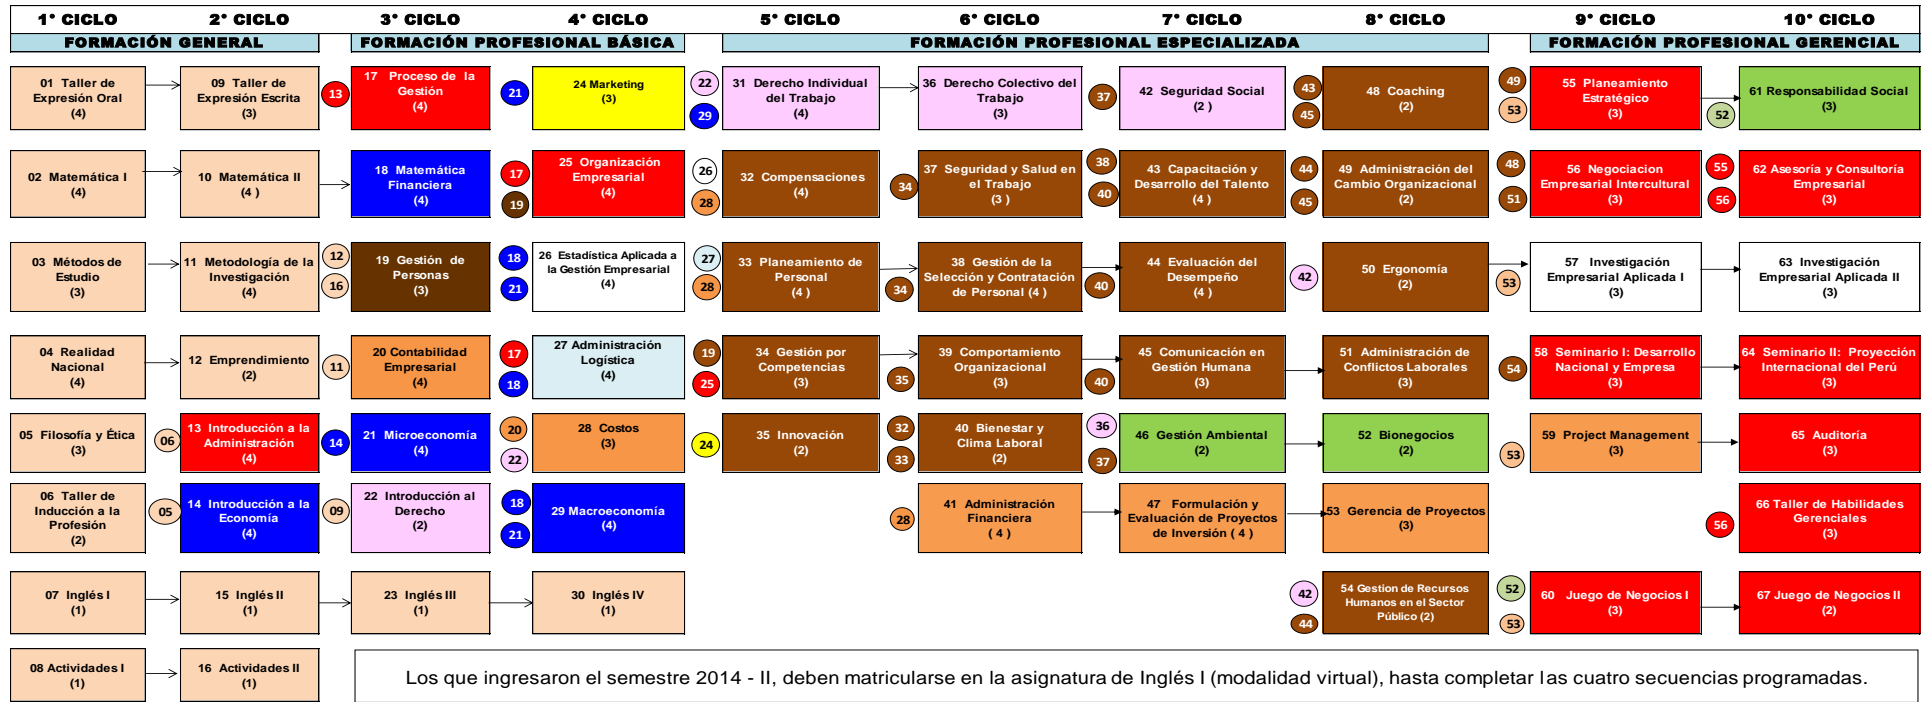 1° CICLO 2° CICLO 3° CICLO 4° CICLO 5° CICLO 6° CICLO 7° CICLO 8° CICLO 9° CICLO 10° CICLO
FORMACIÓN GENERAL FORMACIÓN PROFESIONAL BÁSICA FORMACIÓN PROFESIONAL ESPECIALIZADA FORMACIÓN PROFESIONAL GERENCIAL
01 Taller de
Expresión Oral
(4)
09 Taller de
Expresión Escrita
(3)
13
17 Proceso de la
Gestión
(4)
21
24 Marketing
(3)
22
29
31 Derecho Individual
del Trabajo
(4)
36 Derecho Colectivo del
Trabajo
(3)
37
42 Seguridad Social
(2 )
43
45
48 Coaching
(2)
49
53
55 Planeamiento
Estratégico
(3)
52
61 Responsabilidad Social
(3)
02 Matemática I
(4)
10 Matemática II
(4 )
18 Matemática
Financiera
(4)
17
19
25 Organización
Empresarial
(4)
26
28
32 Compensaciones
(4)
34
37 Seguridad y Salud en
el Trabajo
(3 )
38
40
43 Capacitación y
Desarrollo del Talento
(4 )
44
45
49 Administración del
Cambio Organizacional
(2)
48
51
56 Negociacion
Empresarial Intercultural
(3)
55
56
62 Asesoría y Consultoría
Empresarial
(3)
03 Métodos de
Estudio
(3)
11 Metodología de la
Investigación
(4)
12
16
19 Gestión de
Personas
(3)
18
21
26 Estadística Aplicada a
la Gestión Empresarial
(4)
27
28
33 Planeamiento de
Personal
(4 )
34
38 Gestión de la
Selección y Contratación
de Personal (4 )
40
44 Evaluación del
Desempeño
(4 )
42
50 Ergonomía
(2)
53
57 Investigación
Empresarial Aplicada I
(3)
63 Investigación
Empresarial Aplicada II
(3)
04 Realidad
Nacional
(4)
12 Emprendimiento
(2)
11
20 Contabilidad
Empresarial
(4)
17
18
27 Administración
Logística
(4)
19
25
34 Gestión por
Competencias
(3)
35
39 Comportamiento
Organizacional
(3)
40
45 Comunicación en
Gestión Humana
(3)
51 Administración de
Conflictos Laborales
(3)
54
58 Seminario I: Desarrollo
Nacional y Empresa
(3)
64 Seminario II: Proyección
Internacional del Perú
(3)
05 Filosofía y Ética
(3)
06
13 Introducción a la
Administración
(4)
14
21 Microeconomía
(4)
20
22
28 Costos
(3)
24
35 Innovación
(2)
32
33
40 Bienestar y
Clima Laboral
(2)
36
37
46 Gestión Ambiental
(2)
52 Bionegocios
(2)
53
59 Project Management
(3)
65 Auditoría
(3)
06 Taller de
Inducción a la
Profesión
(2)
05
14 Introducción a la
Economía
(4)
09
22 Introducción al
Derecho
(2)
18
21
29 Macroeconomía
(4)
28
41 Administración
Financiera
( 4 )
47 Formulación y
Evaluación de Proyectos
de Inversión ( 4 )
53 Gerencia de Proyectos
(3)
56
66 Taller de Habilidades
Gerenciales
(3)
07 Inglés I
(1)
15 Inglés II
(1)
23 Inglés III
(1)
30 Inglés IV
(1)
42
44
54 Gestion de Recursos
Humanos en el Sector
Público (2)
52
53
60 Juego de Negocios I
(3)
67 Juego de Negocios II
(2)
08 Actividades I
(1)
16 Actividades II
(1)
Los que ingresaron el semestre 2014 - II, deben matricularse en la asignatura de Inglés I (modalidad virtual), hasta completar las cuatro secuencias programadas.